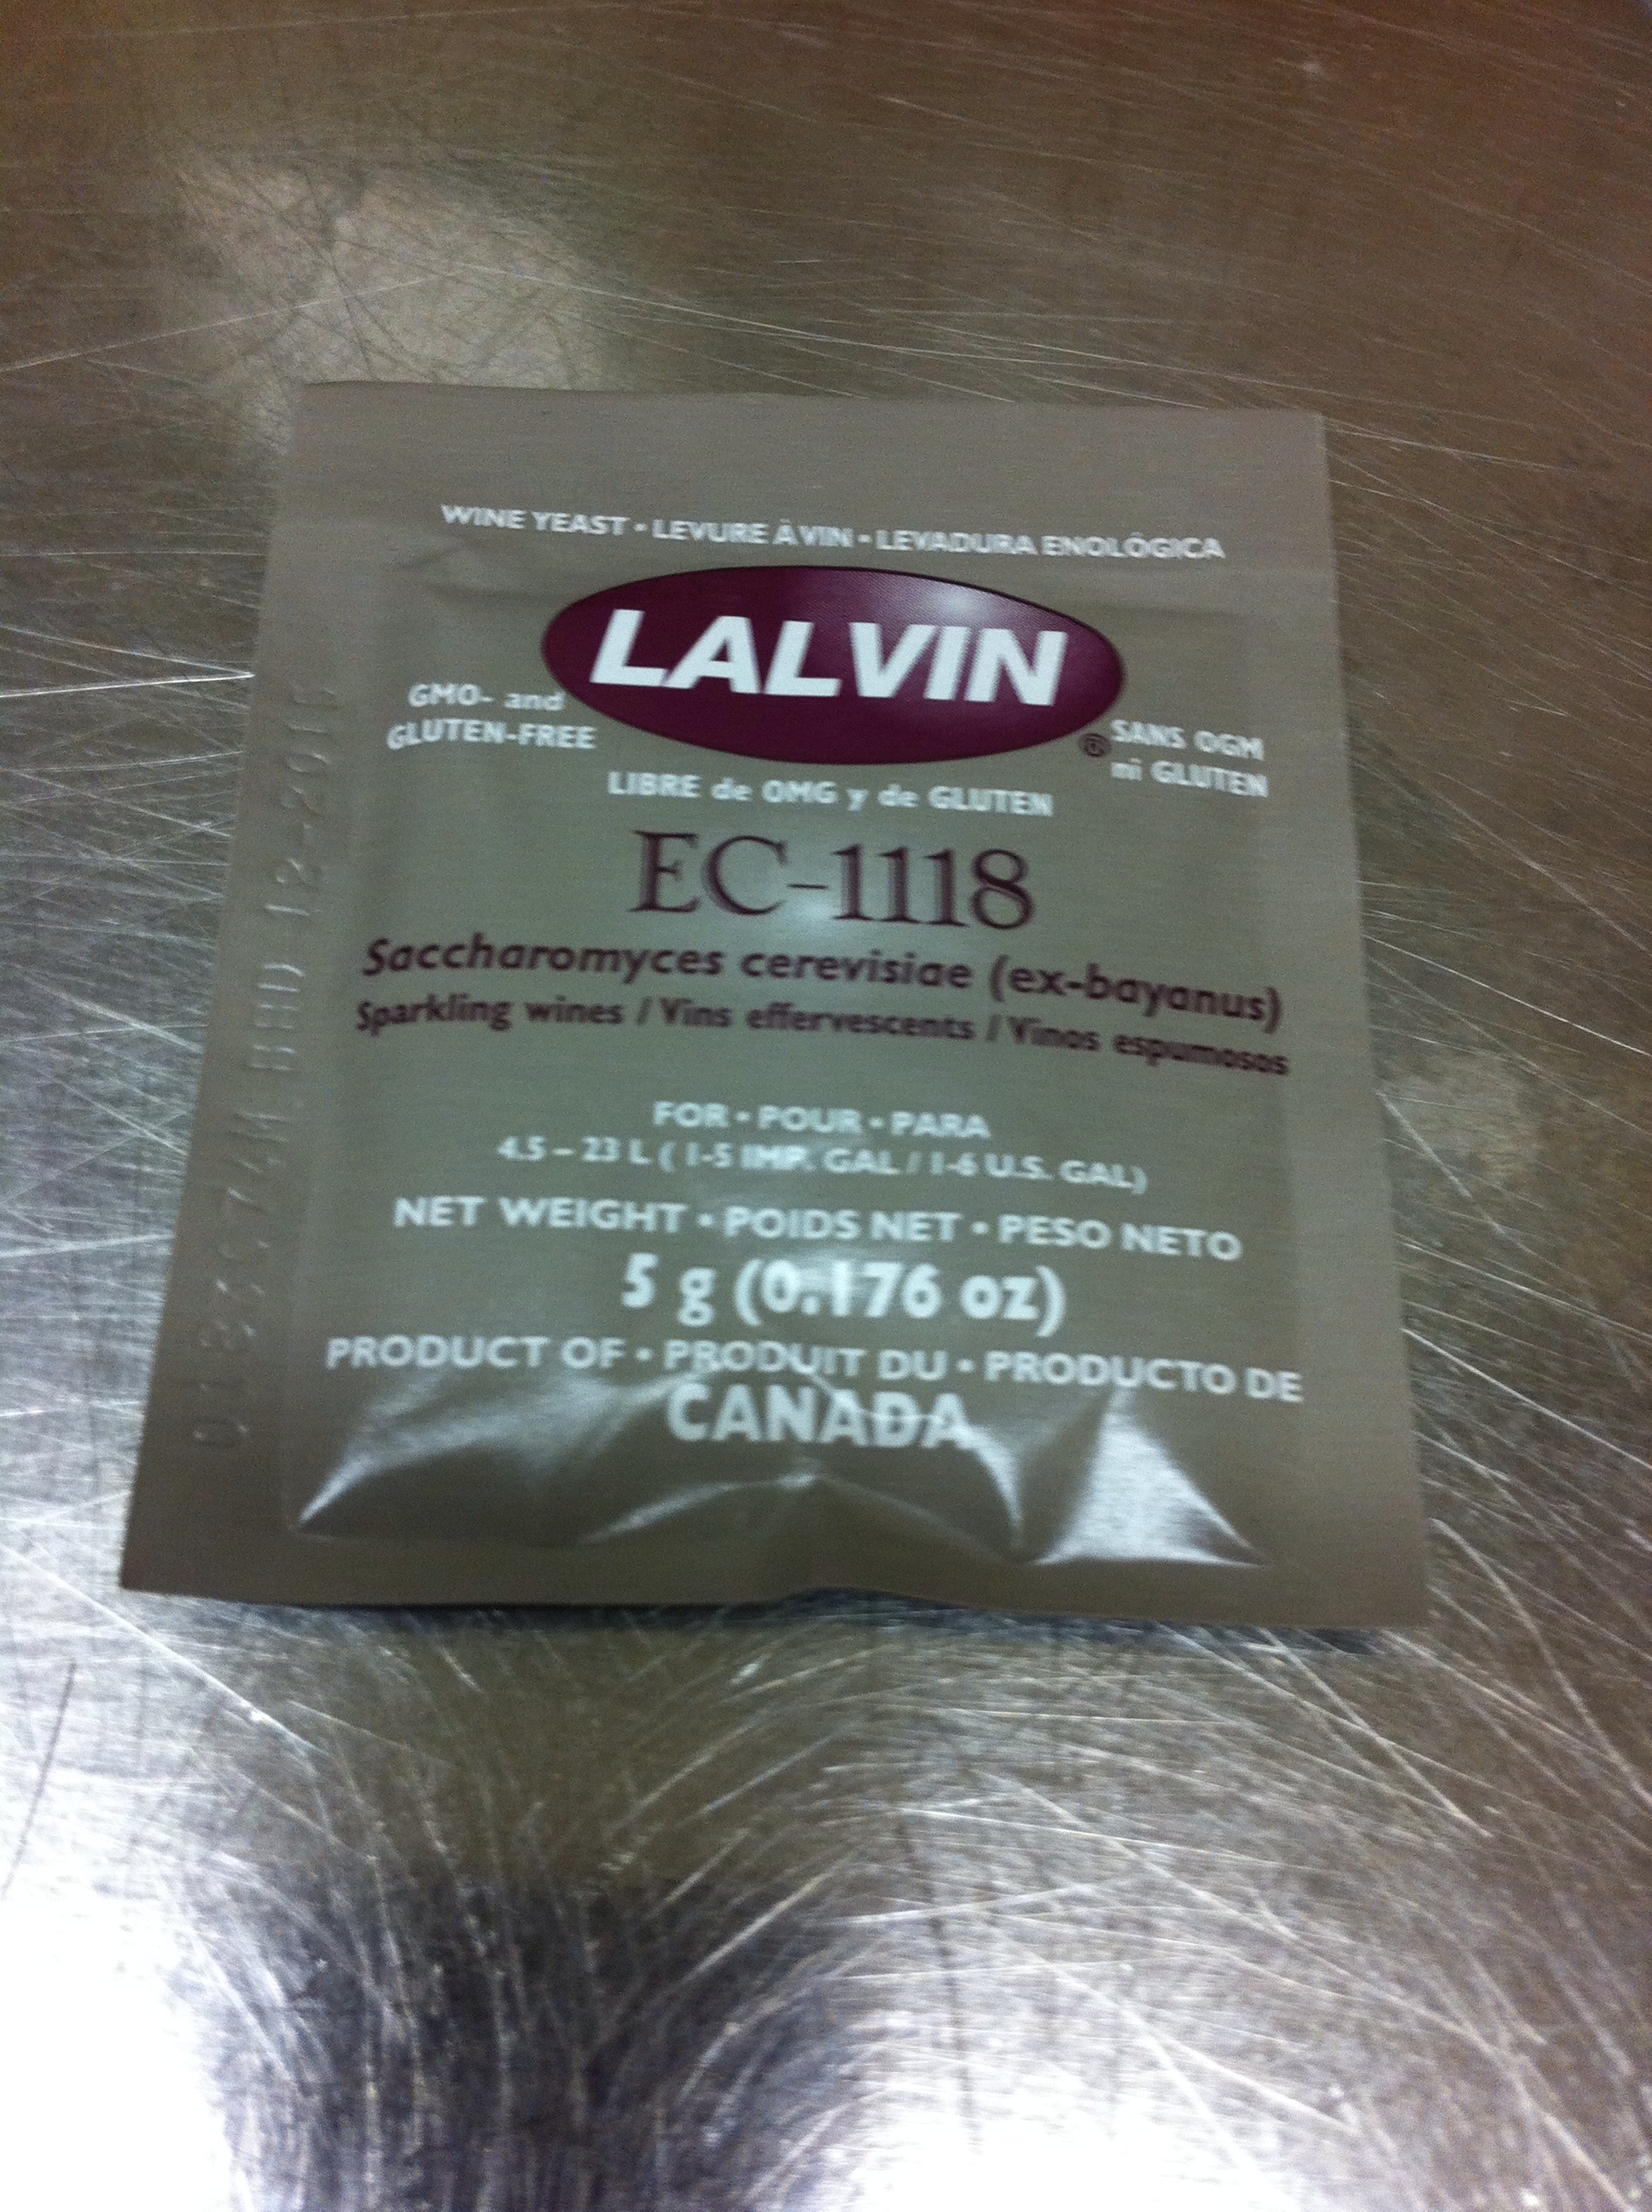 WINE YEAST • LEVURE À VIN • LEVADURA ENOLÓGICA
LALVIN
®
GMO- and
GLUTEN-FREE
SANS OGM
ni GLUTEN
LIBRE de OMG y de GLUTEN
EC-1118
Saccharomyces cerevisiae (ex-bayanus)
Sparkling wines / Vins effervescents / Vinos espumosos
FOR • POUR • PARA
4.5 – 23 L ( 1-5 IMP. GAL / 1-6 U.S. GAL)
NET WEIGHT • POIDS NET • PESO NETO
5 g (0.176 oz)
PRODUCT OF • PRODUIT DU • PRODUCTO DE
CANADA